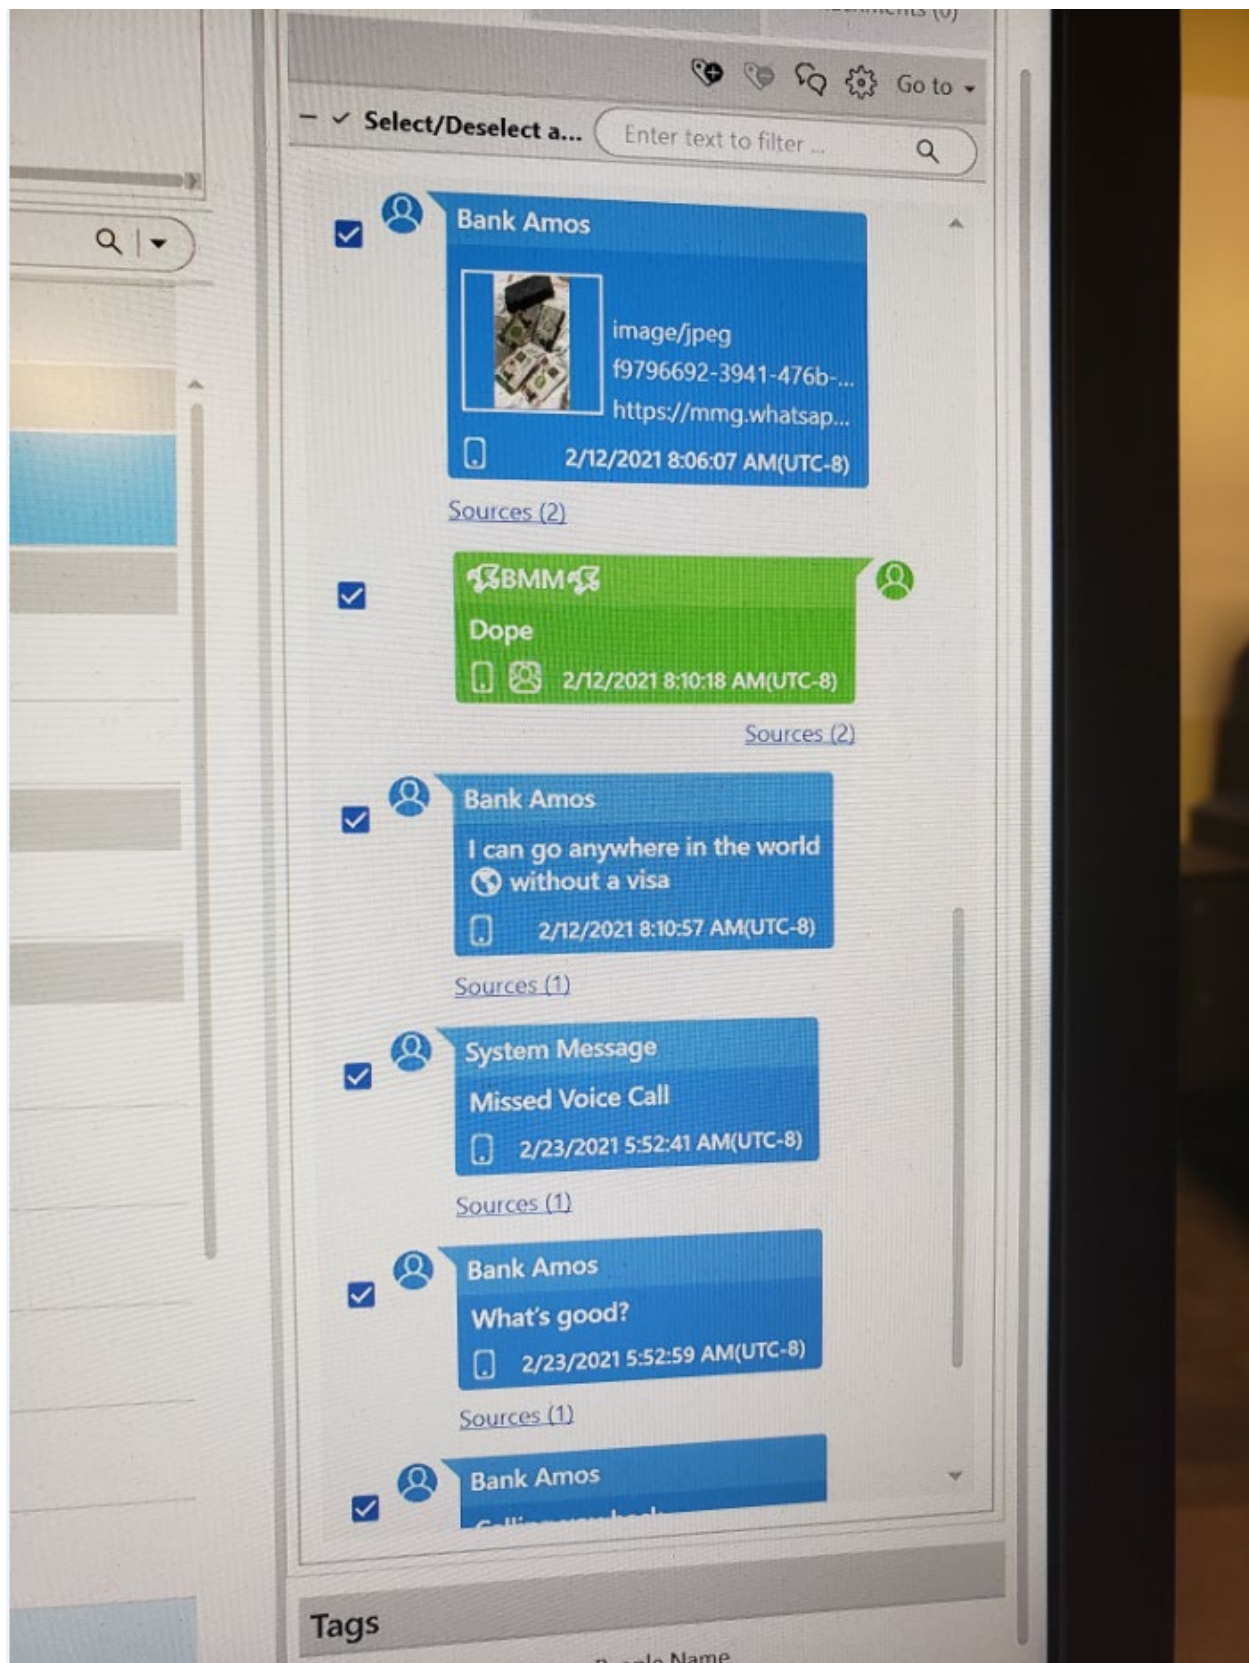 Go to
Select/Deselect a...
Enter text to filter ...
Bank Amos
image/jpeg
f9796692-3941-476b-...
https://mmg.whatsap...
2/12/2021 8:06:07 AM(UTC-8)
Sources (2)
BMM
Dope
2/12/2021 8:10:18 AM(UTC-8)
Sources (2)
Bank Amos
I can go anywhere in the world
🌎 without a visa
2/12/2021 8:10:57 AM(UTC-8)
Sources (1)
System Message
Missed Voice Call
2/23/2021 5:52:41 AM(UTC-8)
Sources (1)
Bank Amos
What's good?
2/23/2021 5:52:59 AM(UTC-8)
Sources (1)
Bank Amos
Tags
Name